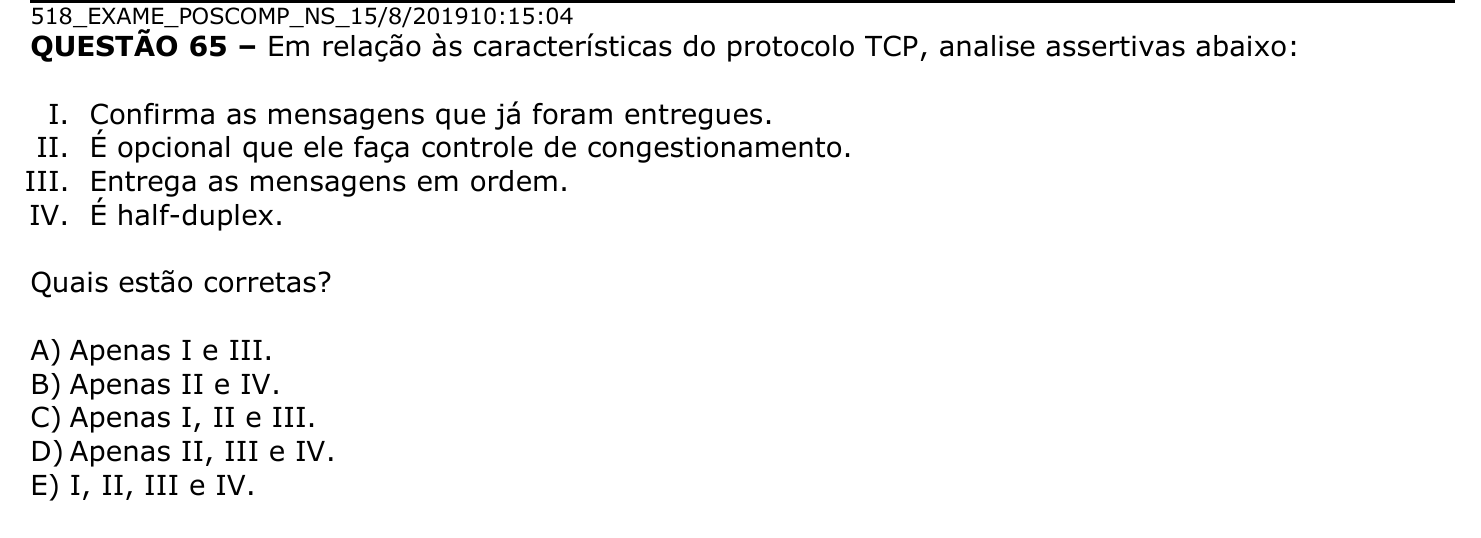 518_EXAME_POSCOMP_NS_15/8/201910:15:04
QUESTÃO 65 – Em relação às características do protocolo TCP, analise assertivas abaixo:
I. Confirma as mensagens que já foram entregues.
II. É opcional que ele faça controle de congestionamento.
III. Entrega as mensagens em ordem.
IV. É half-duplex.
Quais estão corretas?
A) Apenas I e III.
B) Apenas II e IV.
C) Apenas I, II e III.
D) Apenas II, III e IV.
E) I, II, III e IV.